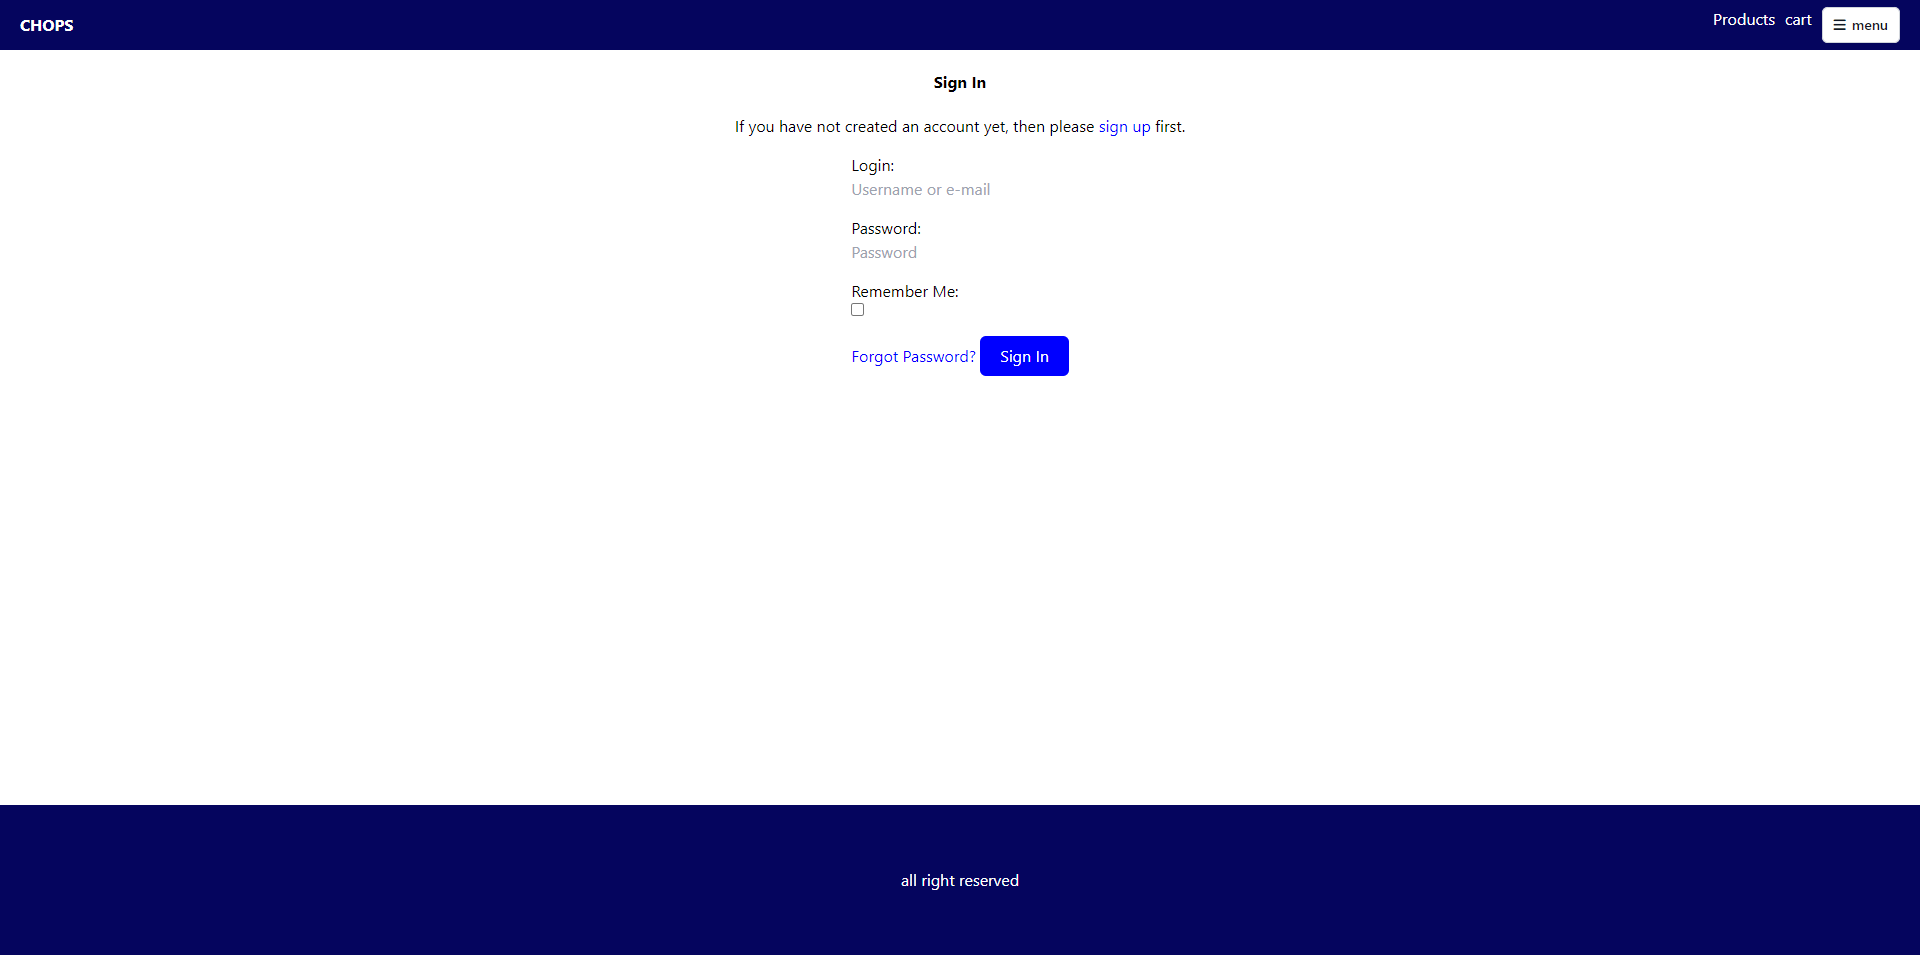 CHOPS
Products cart ☰ menu
Sign In
If you have not created an account yet, then please sign up first.
Login:
Username or e-mail
Password:
Password
Remember Me:
Forgot Password? Sign In
all right reserved